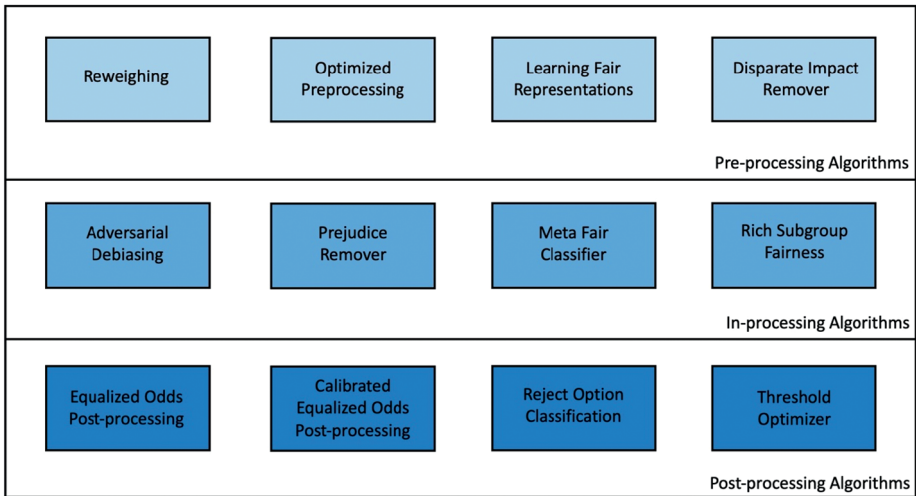 Reweighing
Optimized
Preprocessing
Learning Fair
Representations
Disparate Impact
Remover
Pre-processing Algorithms
Adversarial
Debiasing
Prejudice
Remover
Meta Fair
Classifier
Rich Subgroup
Fairness
In-processing Algorithms
Equalized Odds
Post-processing
Calibrated
Equalized Odds
Post-processing
Reject Option
Classification
Threshold
Optimizer
Post-processing Algorithms